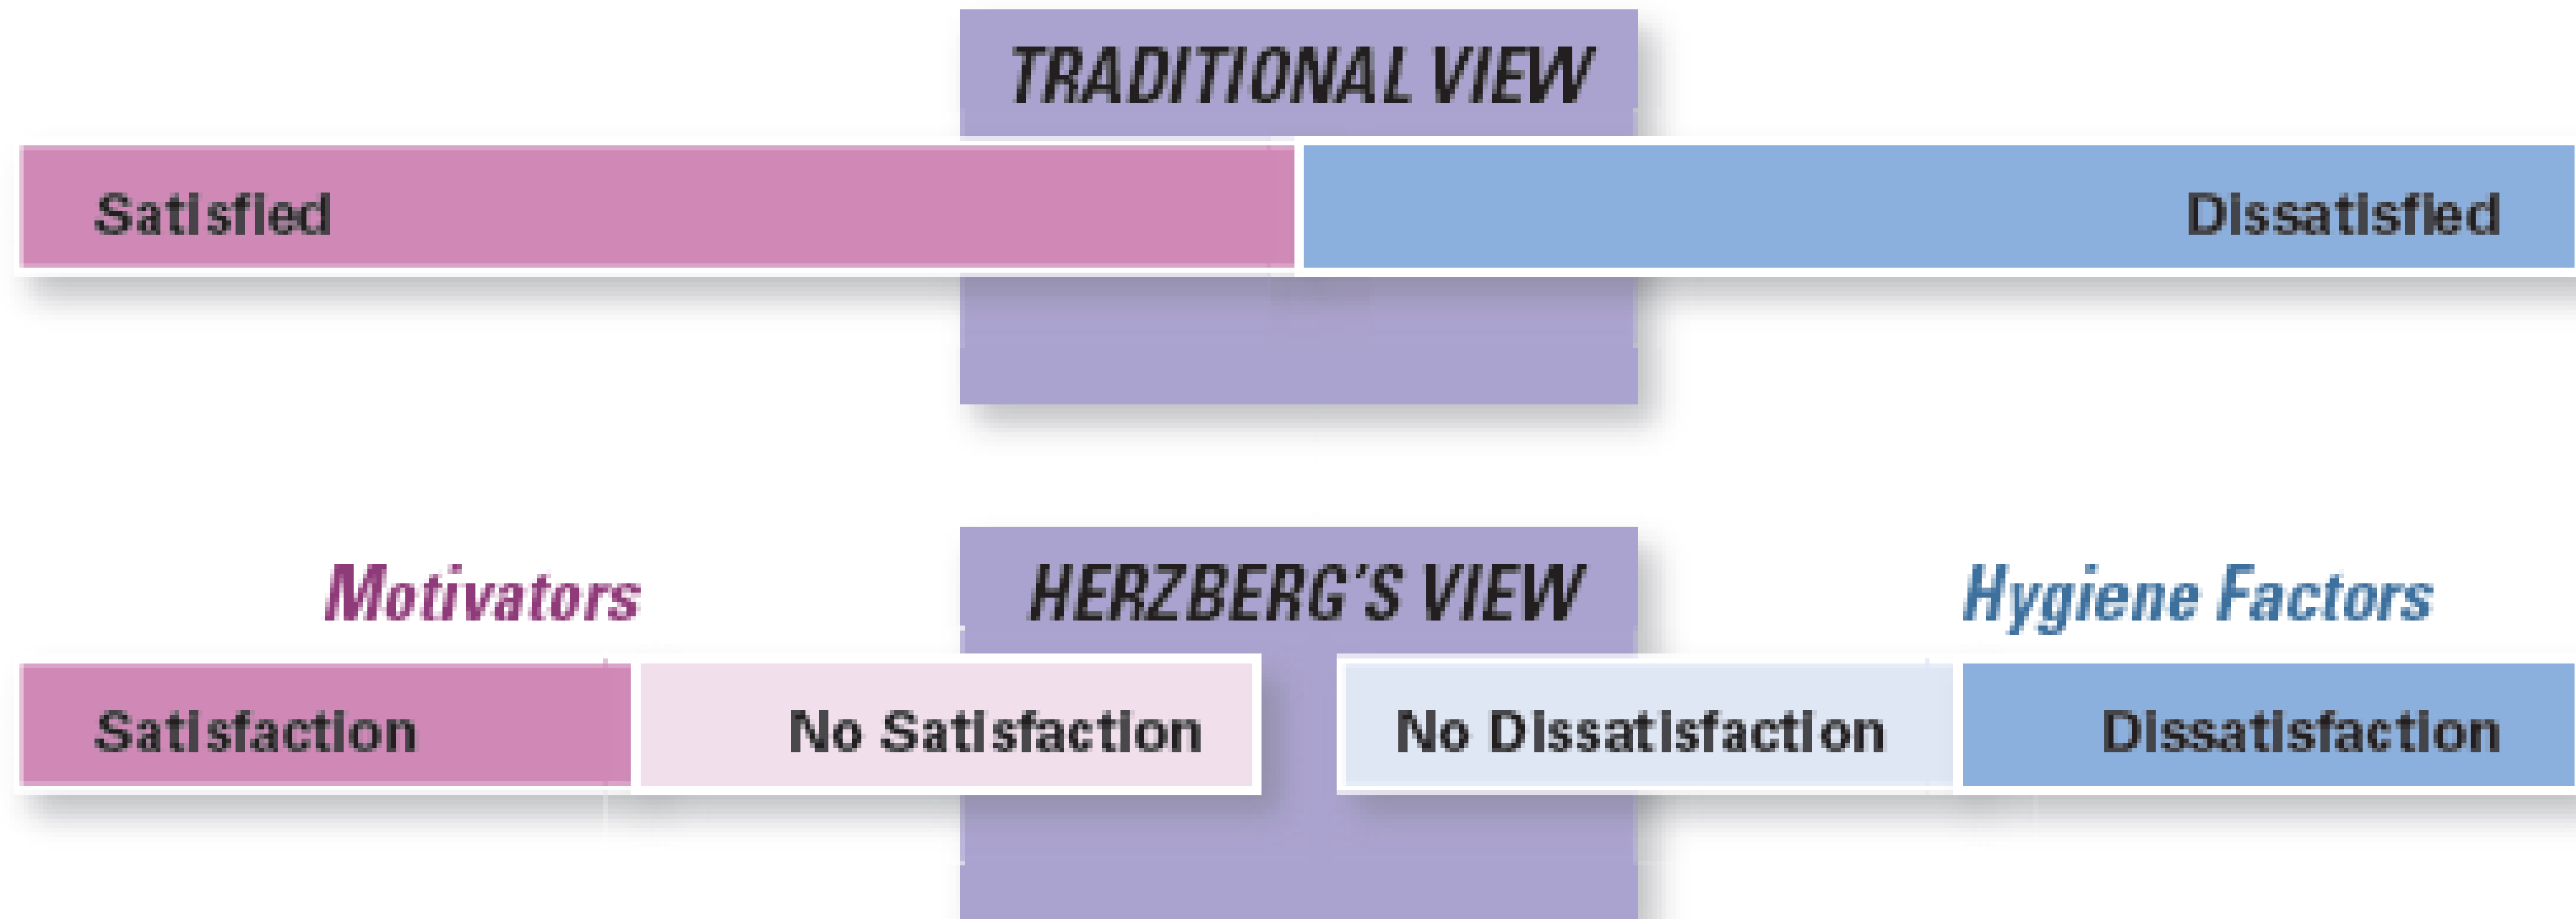 TRADITIONAL VIEW
Satisfied Dissatisfied
Motivators HERZBERG'S VIEW Hygiene Factors
Satisfaction No Satisfaction No Dissatisfaction Dissatisfaction